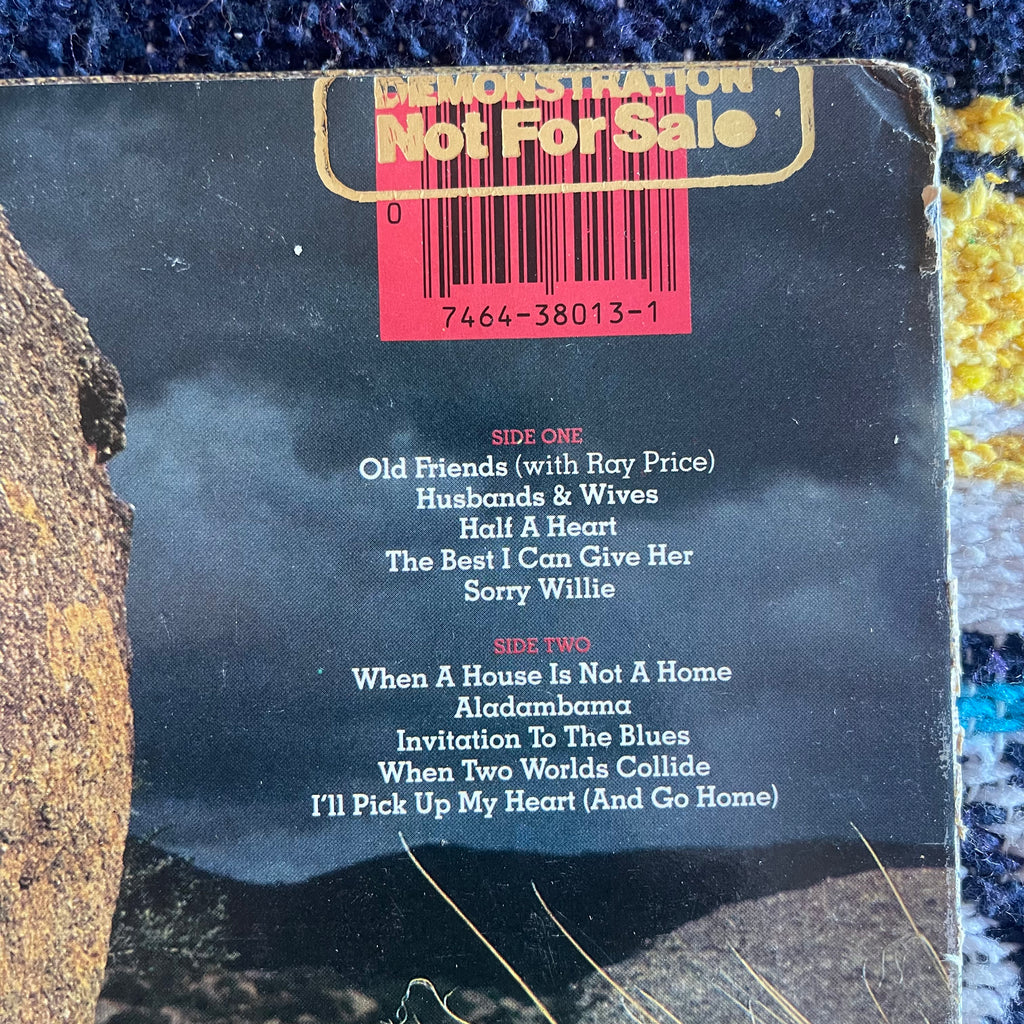 DEMONSTRATION
Not For Sale
0
7464-38013-1
SIDE ONE
Old Friends (with Ray Price)
Husbands & Wives
Half A Heart
The Best I Can Give Her
Sorry Willie
SIDE TWO
When A House Is Not A Home
Aladambama
Invitation To The Blues
When Two Worlds Collide
I'll Pick Up My Heart (And Go Home)